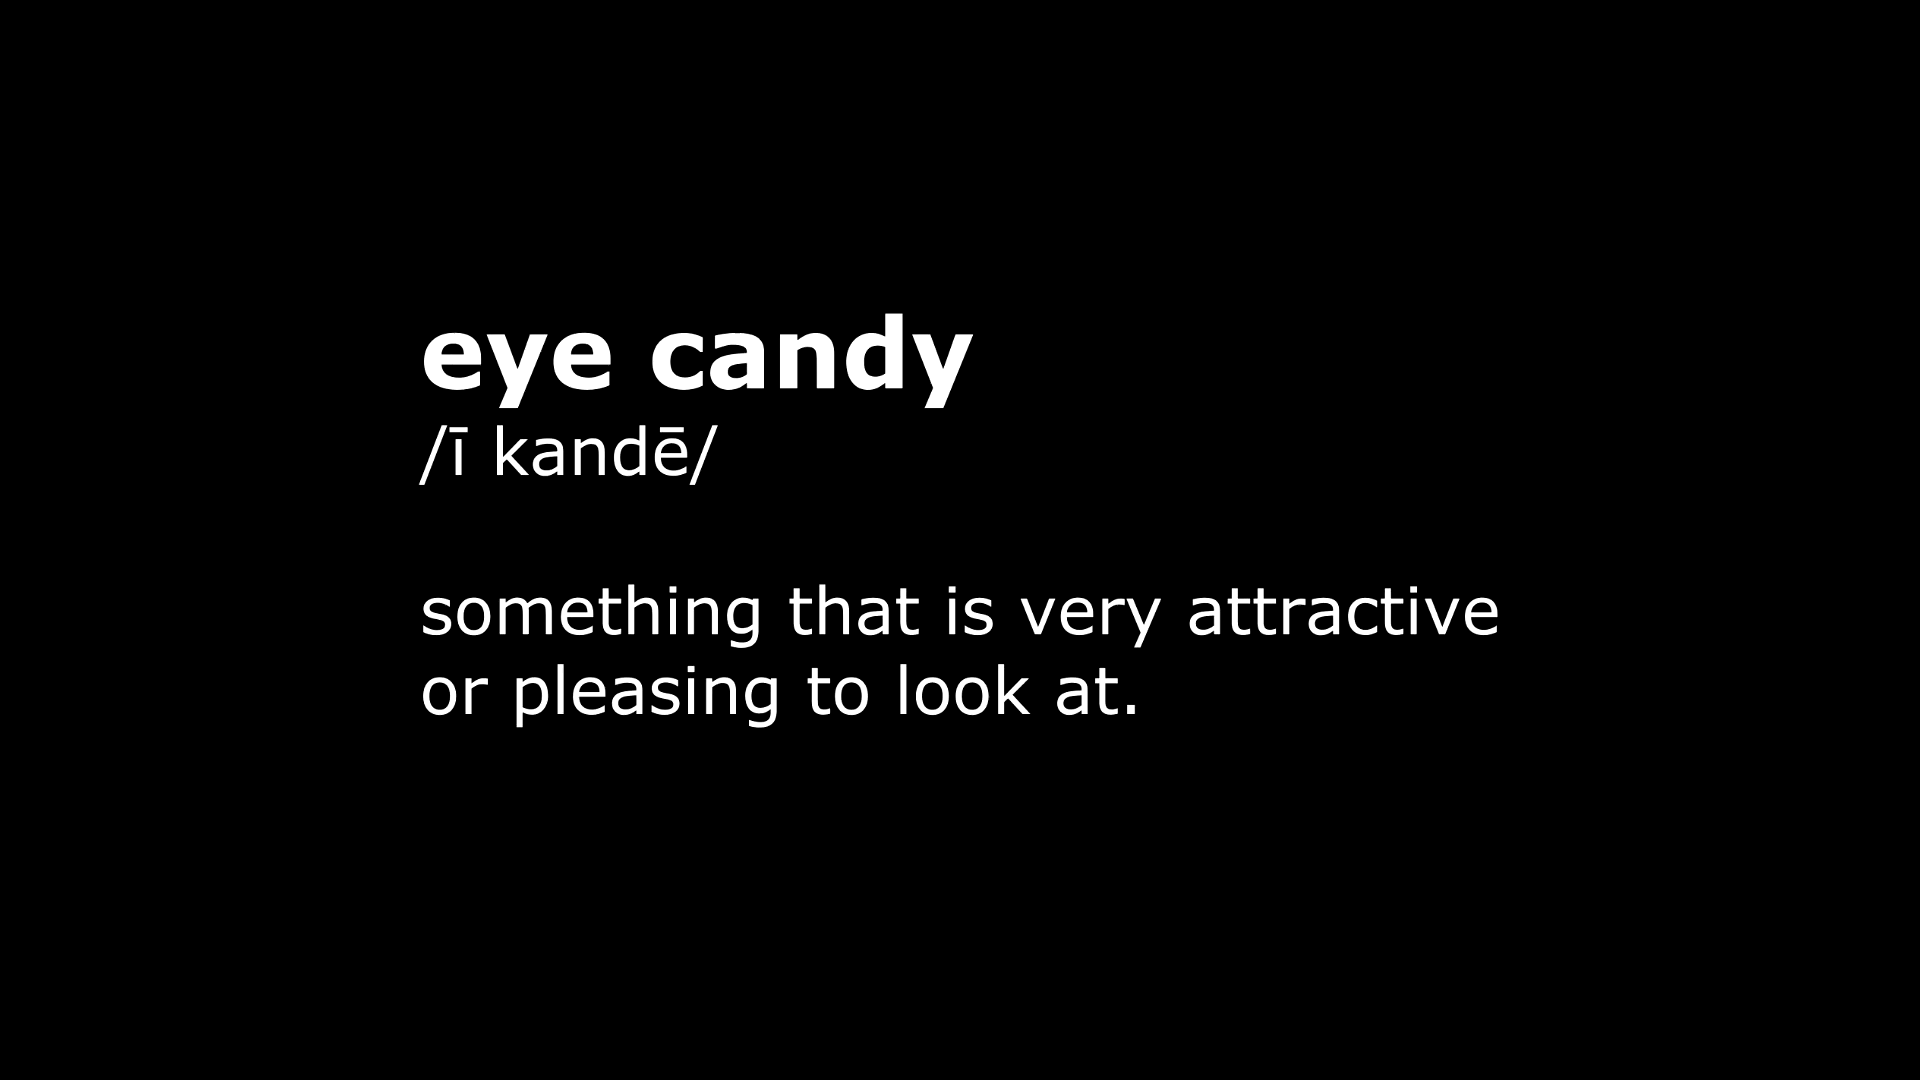 eye candy
/ī kandē/
something that is very attractive
or pleasing to look at.